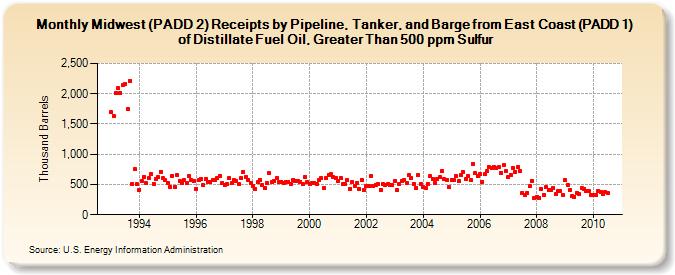 Monthly Midwest (PADD 2) Receipts by Pipeline, Tanker, and Barge from East Coast (PADD 1)
of Distillate Fuel Oil, Greater Than 500 ppm Sulfur
Thousand Barrels
2,500
2,000
1,500
1,000
500
0
1994 1996 1998 2000 2002 2004 2006 2008 2010
Source: U.S. Energy Information Administration